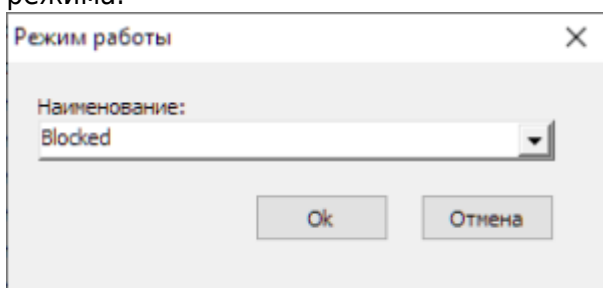 режима.
Режим работы
Наименование:
Blocked
Ok
Отмена